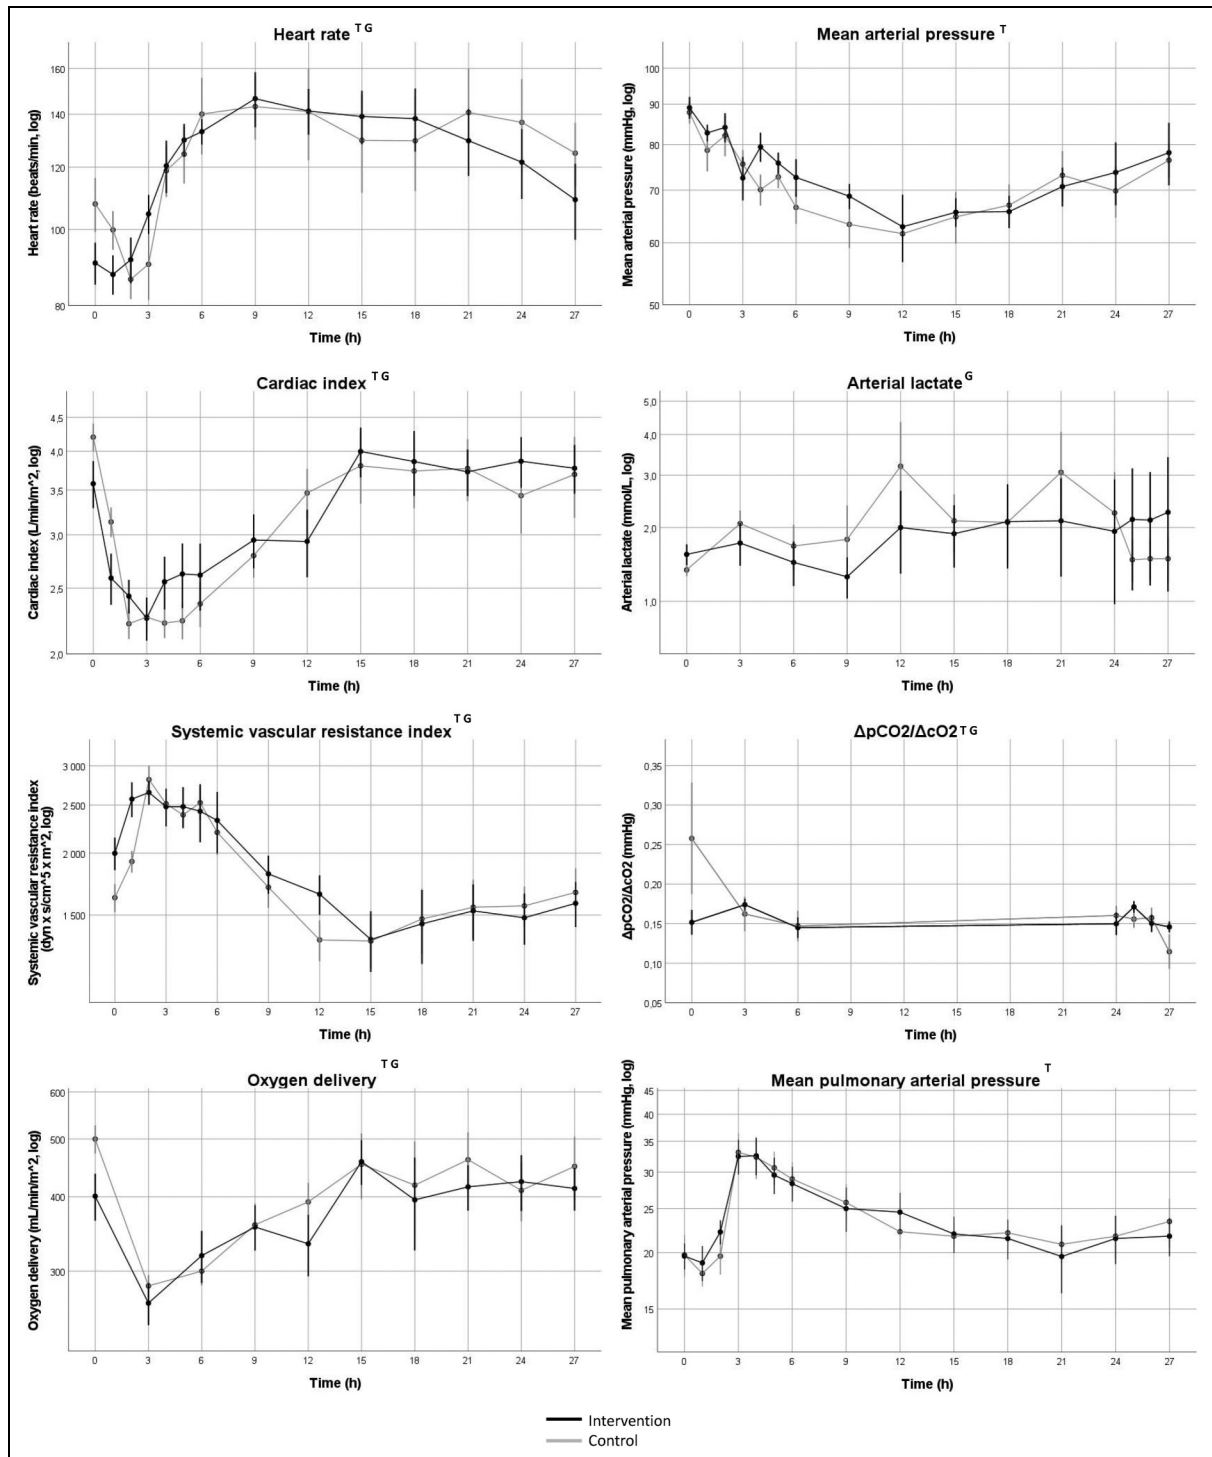 Heart rate T G
Heart rate (beats/min, log)
160
140
120
100
80
0 3 6 9 12 15 18 21 24 27
Time (h)
Mean arterial pressure T
Mean arterial pressure (mmHg, log)
100
90
80
70
60
50
0 3 6 9 12 15 18 21 24 27
Time (h)
Cardiac index T G
Cardiac index (L/min/m^2, log)
4,5
4,0
3,5
3,0
2,5
2,0
0 3 6 9 12 15 18 21 24 27
Time (h)
Arterial lactate G
Arterial lactate (mmol/L, log)
5,0
4,0
3,0
2,0
1,0
0 3 6 9 12 15 18 21 24 27
Time (h)
Systemic vascular resistance index T G
Systemic vascular resistance index
(dyn x s/cm^5 x m^2, log)
3 000
2 500
2 000
1 500
0 3 6 9 12 15 18 21 24 27
Time (h)
ΔpCO2/ΔcO2 T G
ΔpCO2/ΔcO2 (mmHg)
0,35
0,30
0,25
0,20
0,15
0,10
0,05
0 3 6 9 12 15 18 21 24 27
Time (h)
Oxygen delivery T G
Oxygen delivery (mL/min/m^2, log)
600
500
400
300
0 3 6 9 12 15 18 21 24 27
Time (h)
Mean pulmonary arterial pressure T
Mean pulmonary arterial pressure (mmHg, log)
45
40
35
30
25
20
15
0 3 6 9 12 15 18 21 24 27
Time (h)
Intervention
Control